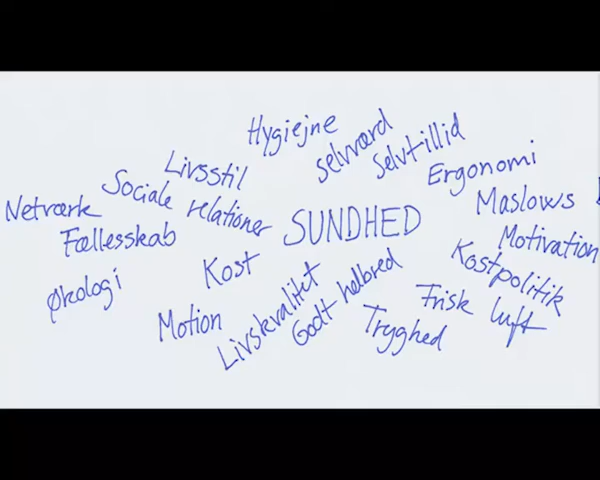 Hygiejne
selvværd
Selvtillid
Livsstil
Ergonomi
Sociale relationer
Maslows
Netværk
SUNDHED
Fællesskab
Motivation
Kost
Kostpolitik
Økologi
Livskvalitet
Godt helbred
Frisk luft
Motion
Tryghed